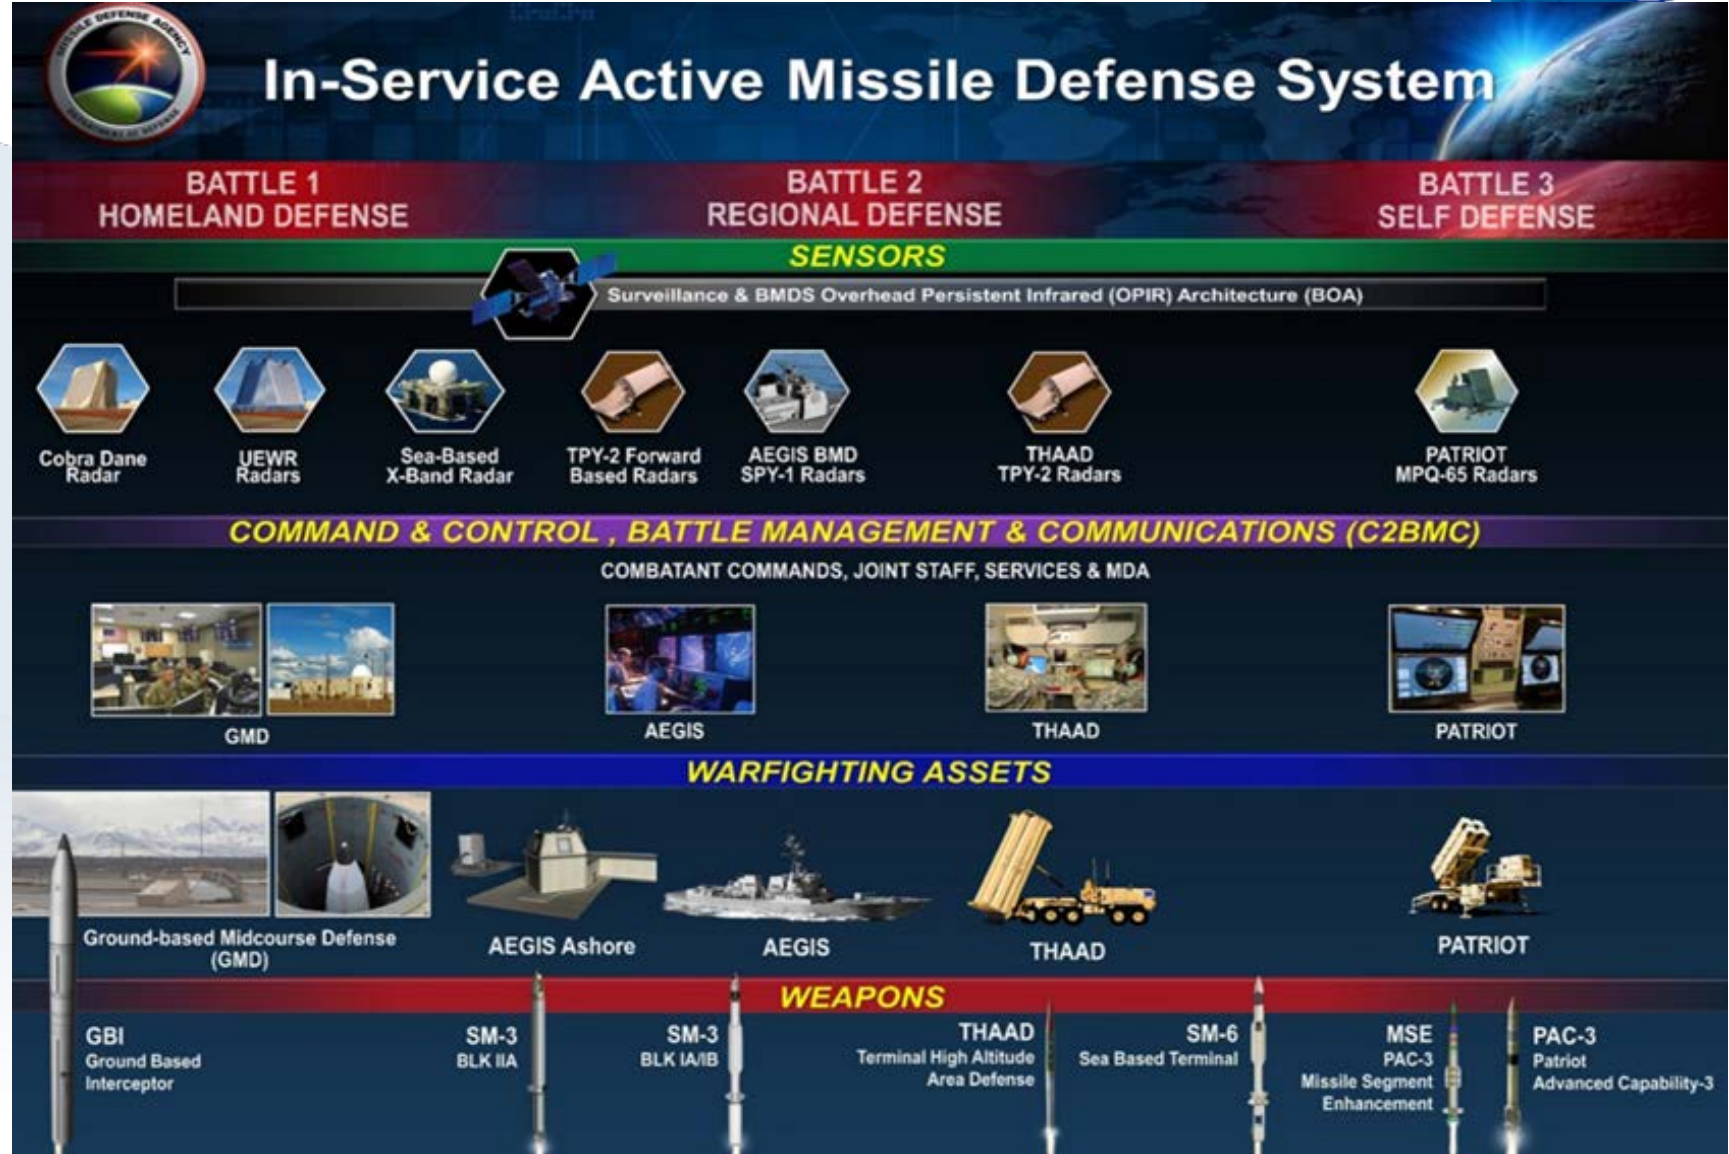 MISSILE DEFENSE AGENCY
DEPARTMENT OF DEFENSE
In-Service Active Missile Defense System
BATTLE 1
HOMELAND DEFENSE
BATTLE 2
REGIONAL DEFENSE
BATTLE 3
SELF DEFENSE
SENSORS
Surveillance & BMDS Overhead Persistent Infrared (OPIR) Architecture (BOA)
Cobra Dane
Radar
UEWR
Radars
Sea-Based
X-Band Radar
TPY-2 Forward
Based Radars
AEGIS BMD
SPY-1 Radars
THAAD
TPY-2 Radars
PATRIOT
MPQ-65 Radars
COMMAND & CONTROL , BATTLE MANAGEMENT & COMMUNICATIONS (C2BMC)
COMBATANT COMMANDS, JOINT STAFF, SERVICES & MDA
GMD
AEGIS
THAAD
PATRIOT
WARFIGHTING ASSETS
Ground-based Midcourse Defense
(GMD)
AEGIS Ashore
AEGIS
THAAD
PATRIOT
WEAPONS
GBI
Ground Based
Interceptor
SM-3
BLK IIA
SM-3
BLK IA/IB
THAAD
Terminal High Altitude
Area Defense
SM-6
Sea Based Terminal
MSE
PAC-3
Missile Segment
Enhancement
PAC-3
Patriot
Advanced Capability-3